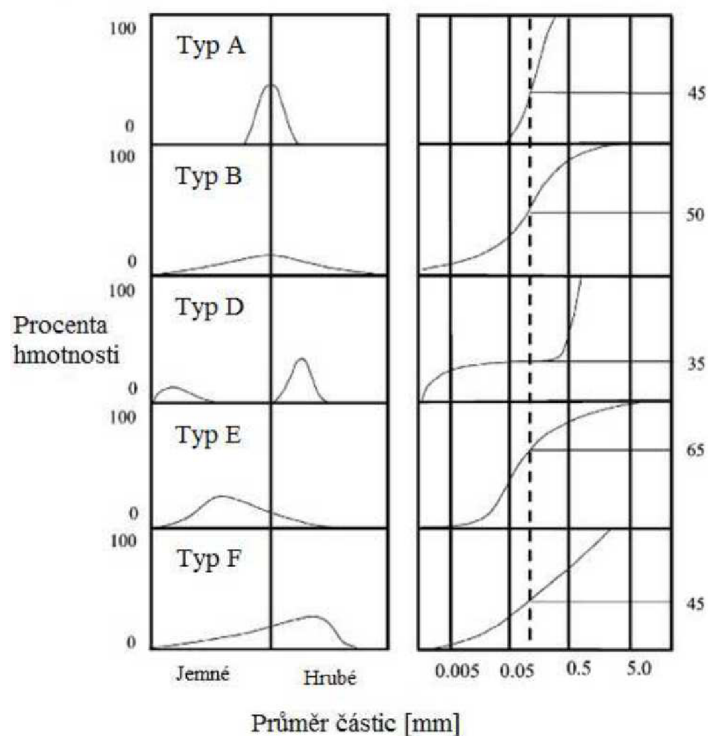 100
Typ A
0
45
100
Typ B
0
50
100
Typ D
0
35
Procenta
hmotnosti
100
Typ E
0
65
100
Typ F
0
45
Jemné
Hrubé
0.005
0.05
0.5
5.0
Průměr částic [mm]